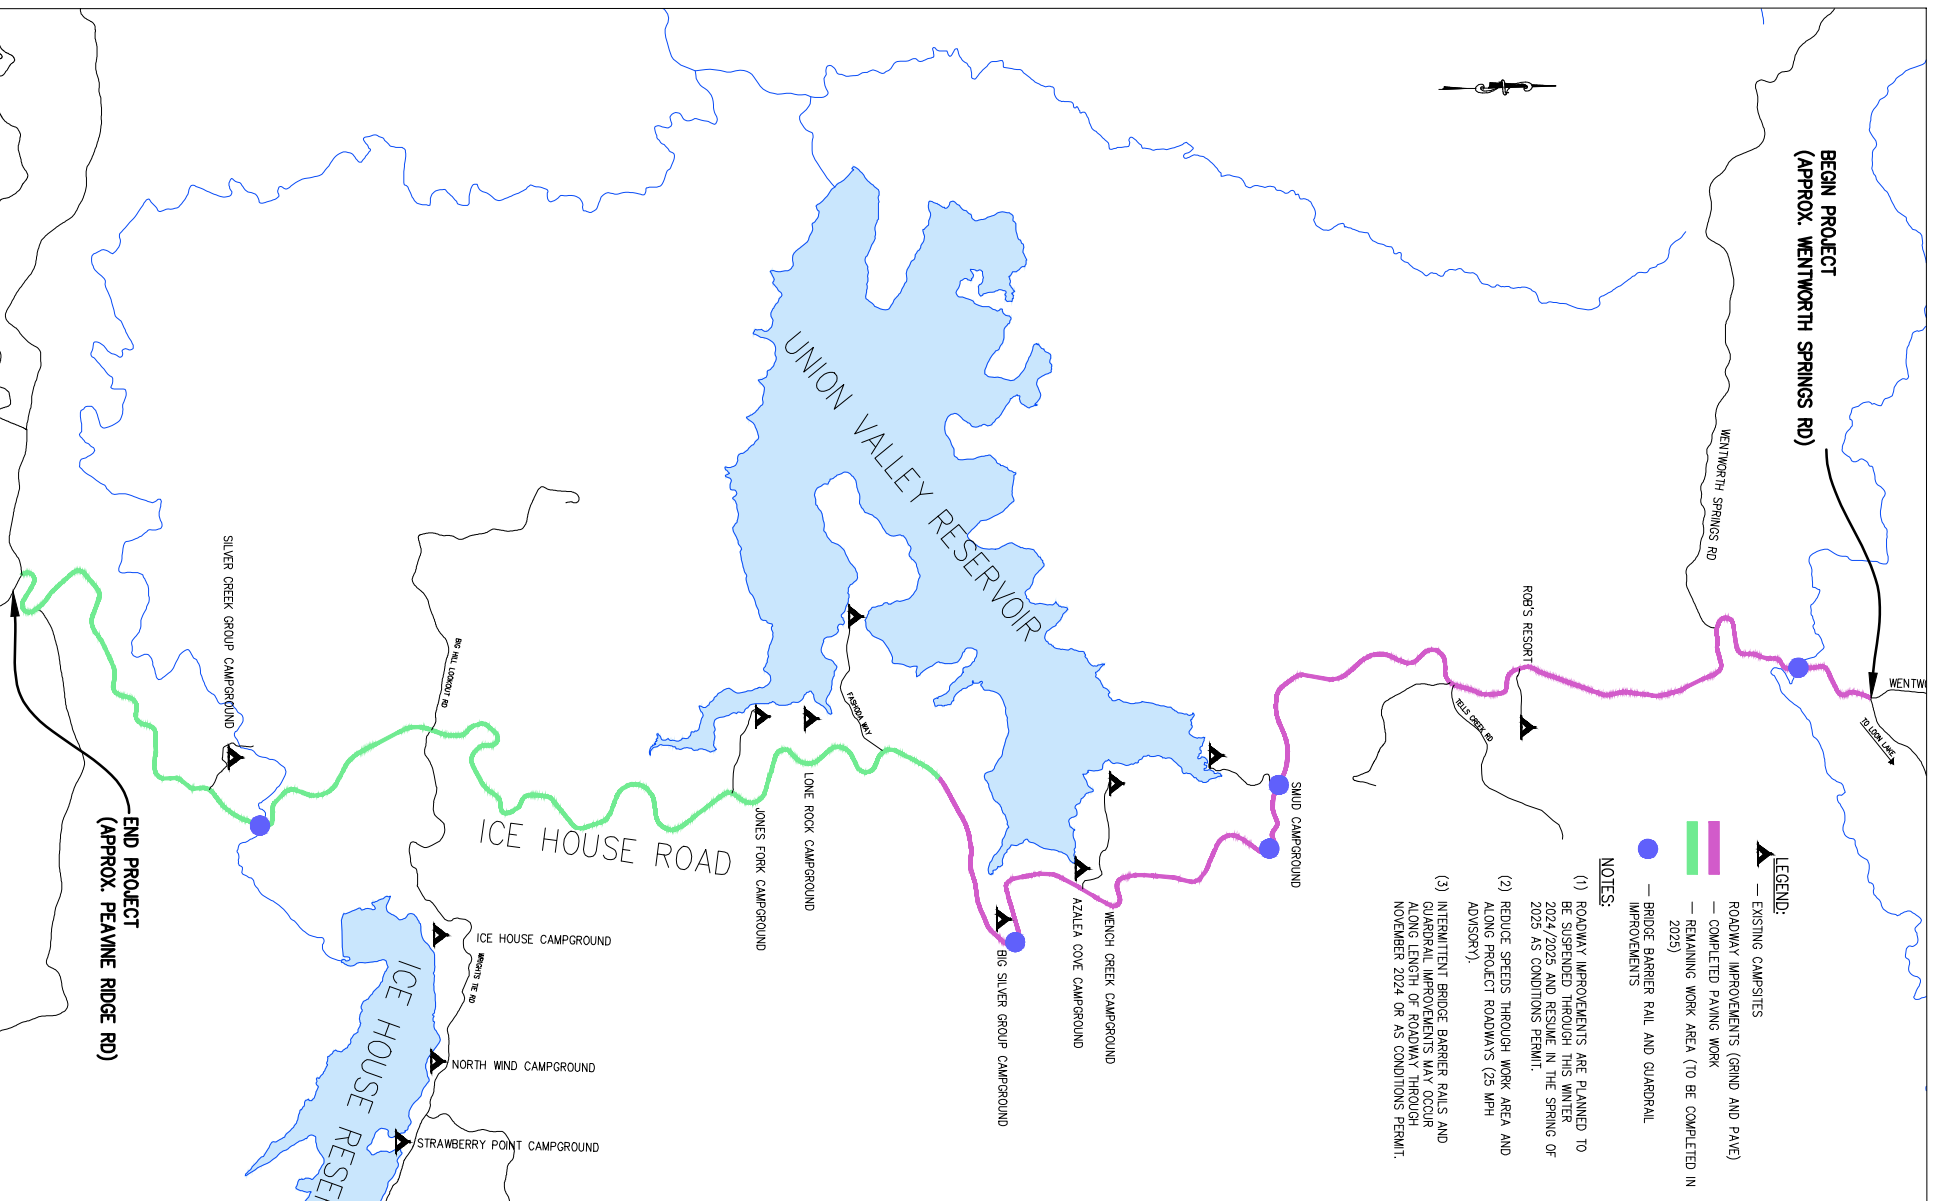 BEGIN PROJECT
(APPROX. WENTWORTH SPRINGS RD)
WENTWORTH SPRINGS RD
TO LOON LAKE
ROB'S RESORT
TELLS CREEK RD
SMUD CAMPGROUND
UNION VALLEY RESERVOIR
WENCH CREEK CAMPGROUND
AZALEA COVE CAMPGROUND
BIG SILVER GROUP CAMPGROUND
FASHODA WAY
LONE ROCK CAMPGROUND
JONES FORK CAMPGROUND
ICE HOUSE ROAD
BIG HILL LOOKOUT RD
ICE HOUSE CAMPGROUND
WRIGHTS TIE RD
NORTH WIND CAMPGROUND
STRAWBERRY POINT CAMPGROUND
ICE HOUSE RESER
SILVER CREEK GROUP CAMPGROUND
END PROJECT
(APPROX. PEAVINE RIDGE RD)
LEGEND:
— EXISTING CAMPSITES
ROADWAY IMPROVEMENTS (GRIND AND PAVE)
— COMPLETED PAVING WORK
— REMAINING WORK AREA (TO BE COMPLETED IN
2025)
— BRIDGE BARRIER RAIL AND GUARDRAIL
IMPROVEMENTS
NOTES:
(1) ROADWAY IMPROVEMENTS ARE PLANNED TO
BE SUSPENDED THROUGH THIS WINTER
2024/2025 AND RESUME IN THE SPRING OF
2025 AS CONDITIONS PERMIT.
(2) REDUCE SPEEDS THROUGH WORK AREA AND
ALONG PROJECT ROADWAYS (25 MPH
ADVISORY).
(3) INTERMITENT BRIDGE BARRIER RAILS AND
GUARDRAIL IMPROVEMENTS MAY OCCUR
ALONG LENGTH OF ROADWAY THROUGH
NOVEMBER 2024 OR AS CONDITIONS PERMIT.